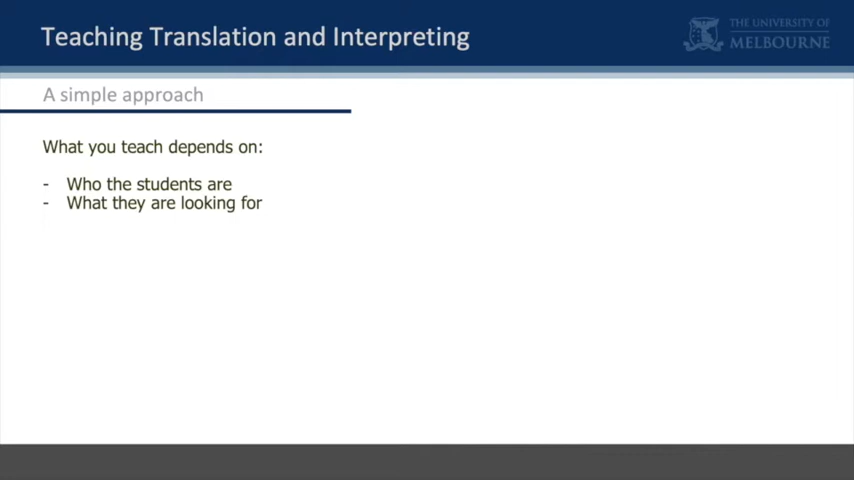 Teaching Translation and Interpreting
THE UNIVERSITY OF
MELBOURNE
A simple approach
What you teach depends on:
- Who the students are
- What they are looking for